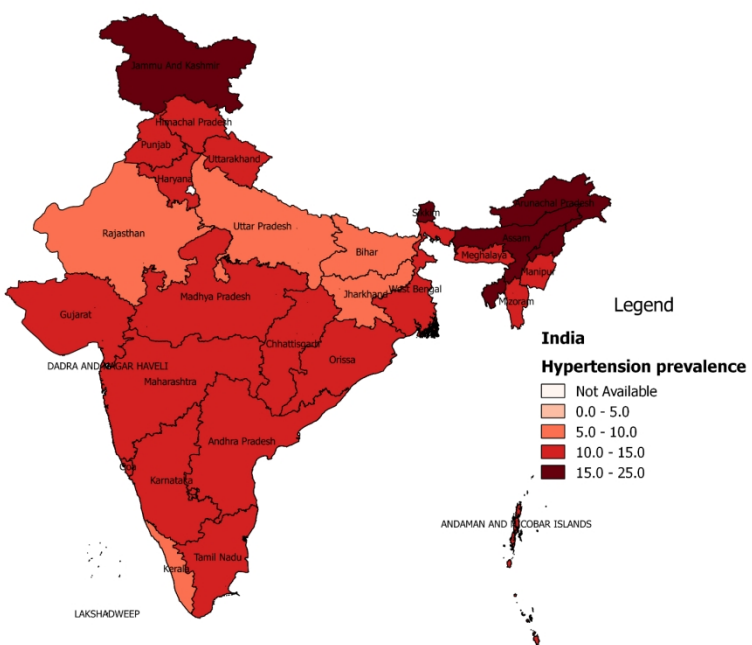 Jammu And Kashmir
Himachal Pradesh
Punjab
Uttarakhand
Haryana
Rajasthan
Uttar Pradesh
Bihar
Sikkim
Arunachal Pradesh
Assam
Meghalaya
Manipur
Mizoram
Jharkhand
West Bengal
Madhya Pradesh
Gujarat
Chhattisgarh
Orissa
DADRA AND NAGAR HAVELI
Maharashtra
Andhra Pradesh
Goa
Karnataka
Tamil Nadu
Kerala
LAKSHADWEEP
ANDAMAN AND NICOBAR ISLANDS
Legend
India
Hypertension prevalence
Not Available
0.0 - 5.0
5.0 - 10.0
10.0 - 15.0
15.0 - 25.0